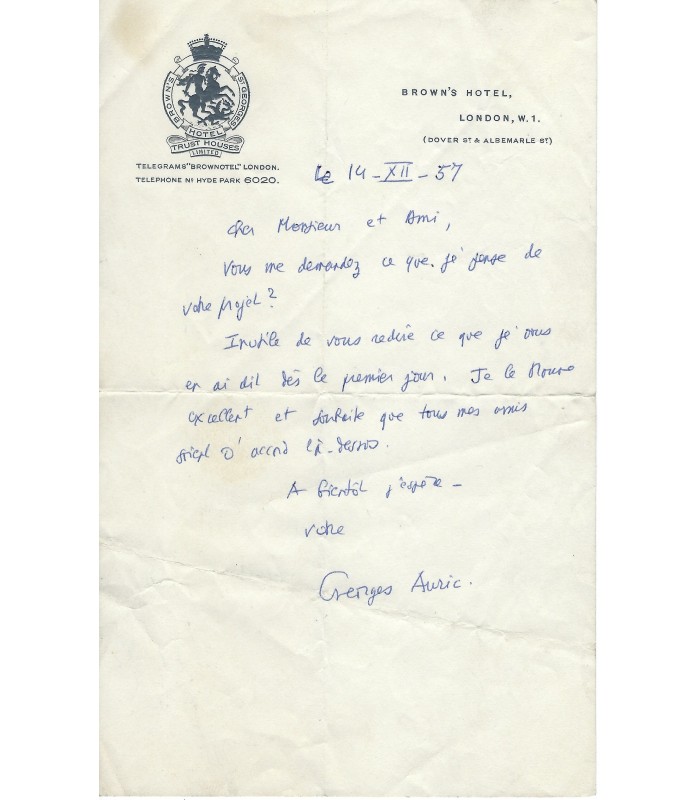 BROWN'S & ST GEORGES
HOTEL
TRUST HOUSES
LIMITED
TELEGRAMS "BROWNOTEL" LONDON.
TELEPHONE No HYDE PARK 6020.
BROWN'S HOTEL,
LONDON, W.1.
(DOVER ST & ALBEMARLE ST)
Le 14-XII-57
Cher Monsieur et Ami,
Vous me demandez ce que je pense de
votre projet?
Inutile de vous redire ce que je vous
en ai dit dès le premier jour. Je le trouve
excellent et souhaite que tous mes amis
soient d'accord là-dessus.
A bientôt j'espère -
votre
Georges Auric.